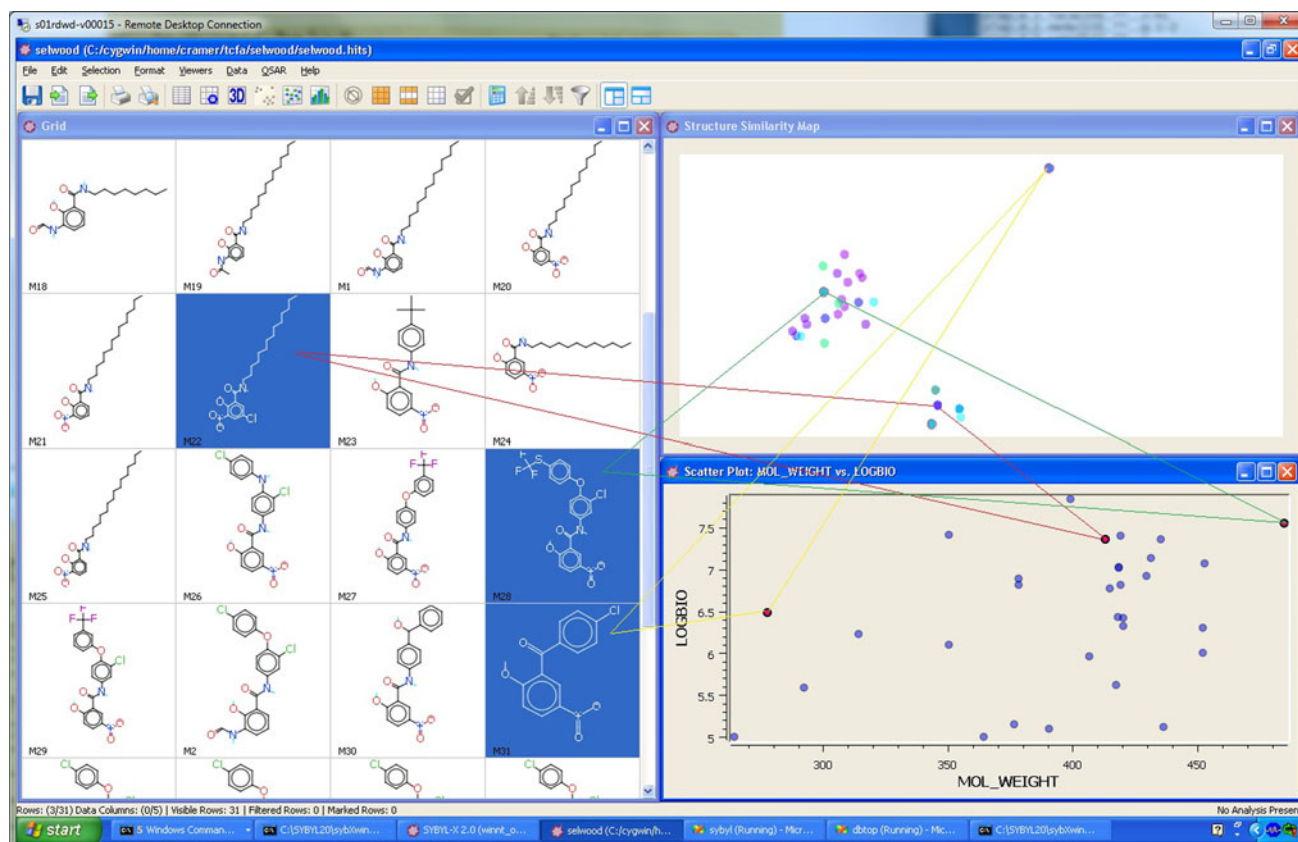 s01rdwd-v00015 - Remote Desktop Connection
selwood (C:/cygwin/home/cramer/tcfa/selwood/selwood.hits)
File Edit Selection Format Viewers Data QSAR Help
3D
Grid
Structure Similarity Map
M18 M19 M1 M20
M21 M22 M23 M24
M25 M26 M27 M28
M29 M2 M30 M31
Scatter Plot: MOL_WEIGHT vs. LOGBIO
LOGBIO
7.5
7
6.5
6
5.5
5
300 350 400 450
MOL_WEIGHT
Rows: (3/31) Data Columns: (0/5) | Visible Rows: 31 | Filtered Rows: 0 | Marked Rows: 0
No Analysis Present
start
5 Windows Comman...
C:\SYBYL20\sybXwin...
SYBYL-X 2.0 (winnt_o...
selwood (C:/cygwin/h...
sybyl (Running) - Micr...
dbtop (Running) - Mic...
C:\SYBYL20\sybXwin...